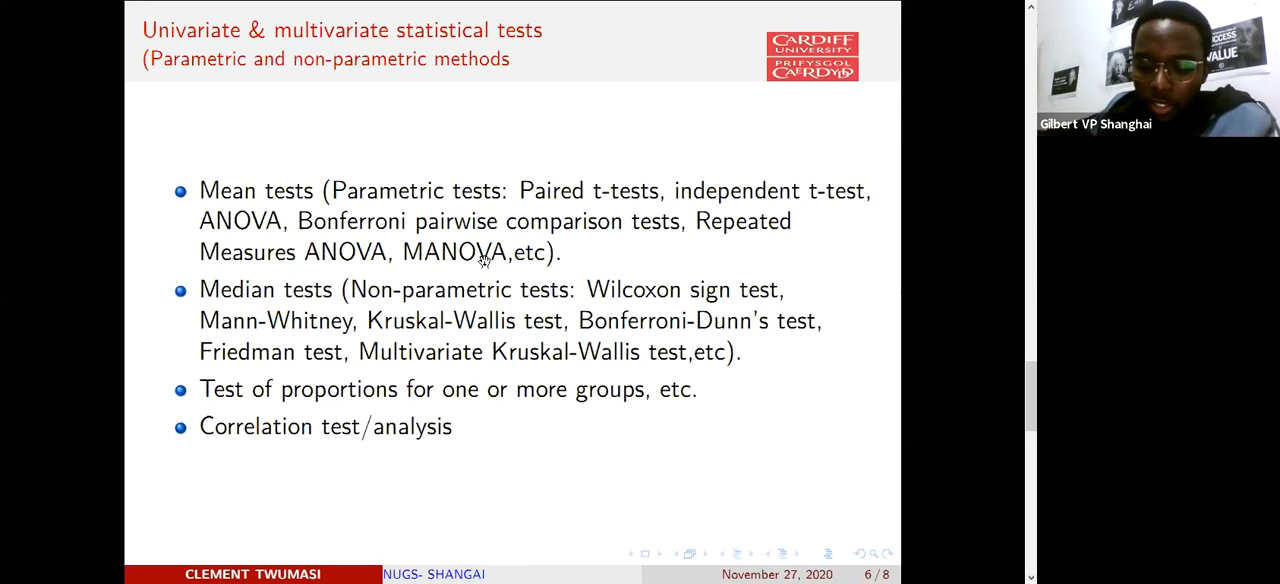 Univariate & multivariate statistical tests
(Parametric and non-parametric methods
CARDIFF
UNIVERSITY
PRIFYSGOL
CAERDYDD
Mean tests (Parametric tests: Paired t-tests, independent t-test,
ANOVA, Bonferroni pairwise comparison tests, Repeated
Measures ANOVA, MANOVA,etc).
Median tests (Non-parametric tests: Wilcoxon sign test,
Mann-Whitney, Kruskal-Wallis test, Bonferroni-Dunn's test,
Friedman test, Multivariate Kruskal-Wallis test,etc).
Test of proportions for one or more groups, etc.
Correlation test/analysis
CLEMENT TWUMASI
NUGS- SHANGAI
November 27, 2020
6/8
SUCCESS
VALUE
Gilbert VP Shanghai